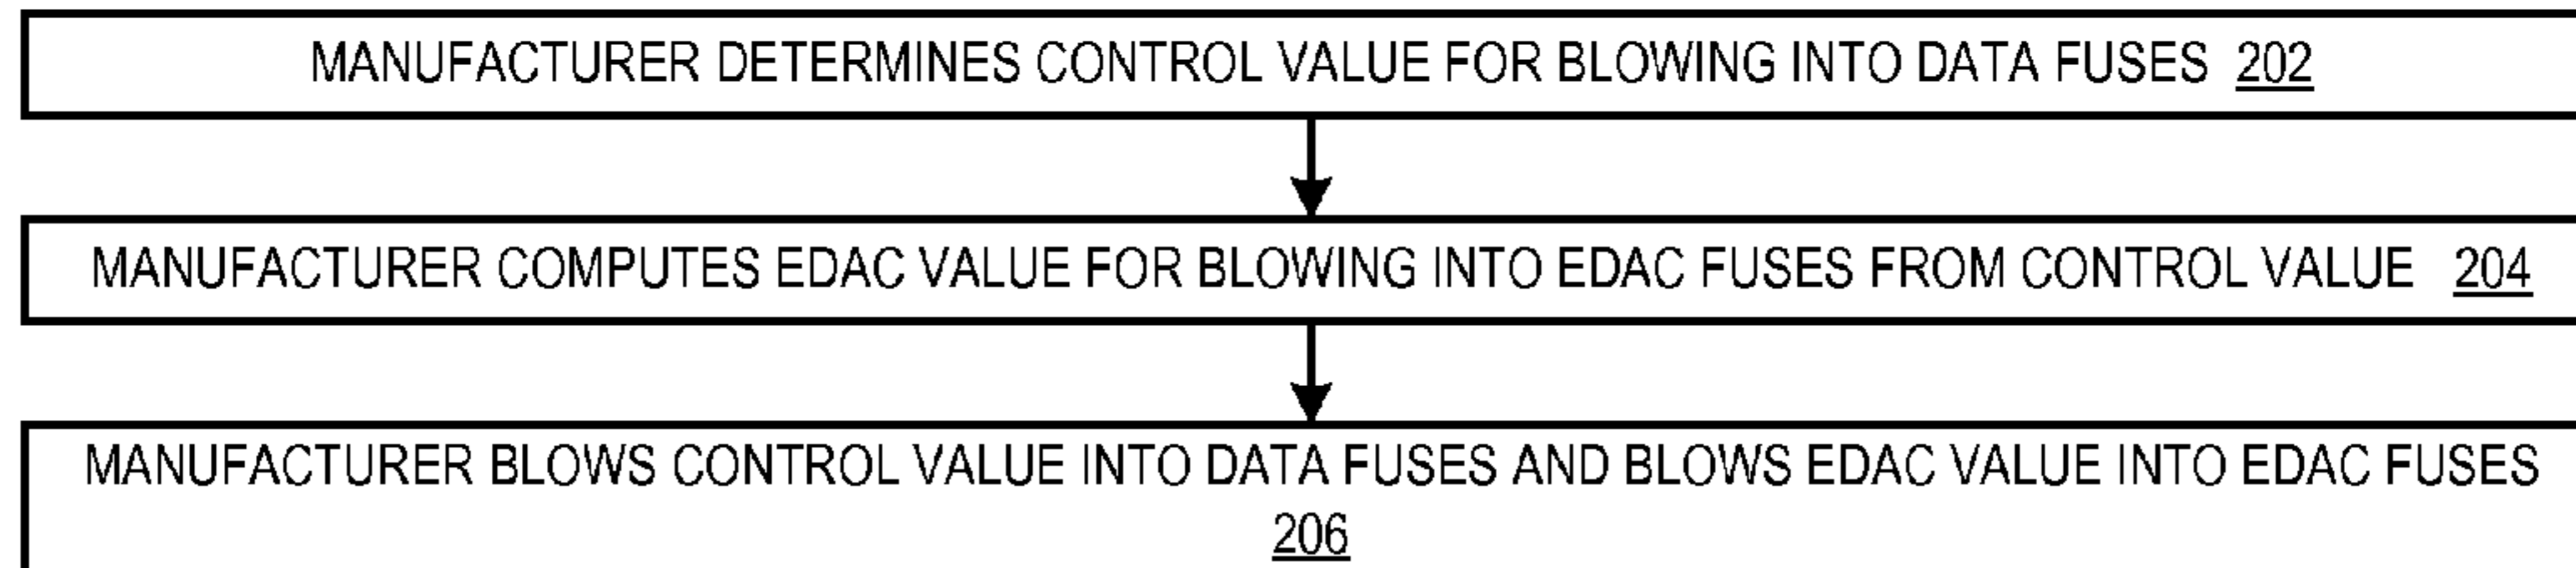 MANUFACTURER DETERMINES CONTROL VALUE FOR BLOWING INTO DATA FUSES 202
MANUFACTURER COMPUTES EDAC VALUE FOR BLOWING INTO EDAC FUSES FROM CONTROL VALUE 204
MANUFACTURER BLOWS CONTROL VALUE INTO DATA FUSES AND BLOWS EDAC VALUE INTO EDAC FUSES
206